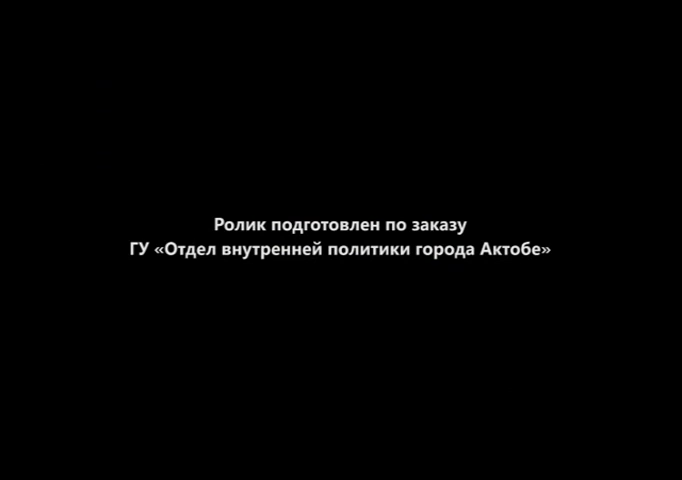 Ролик подготовлен по заказу
ГУ «Отдел внутренней политики города Актобе»